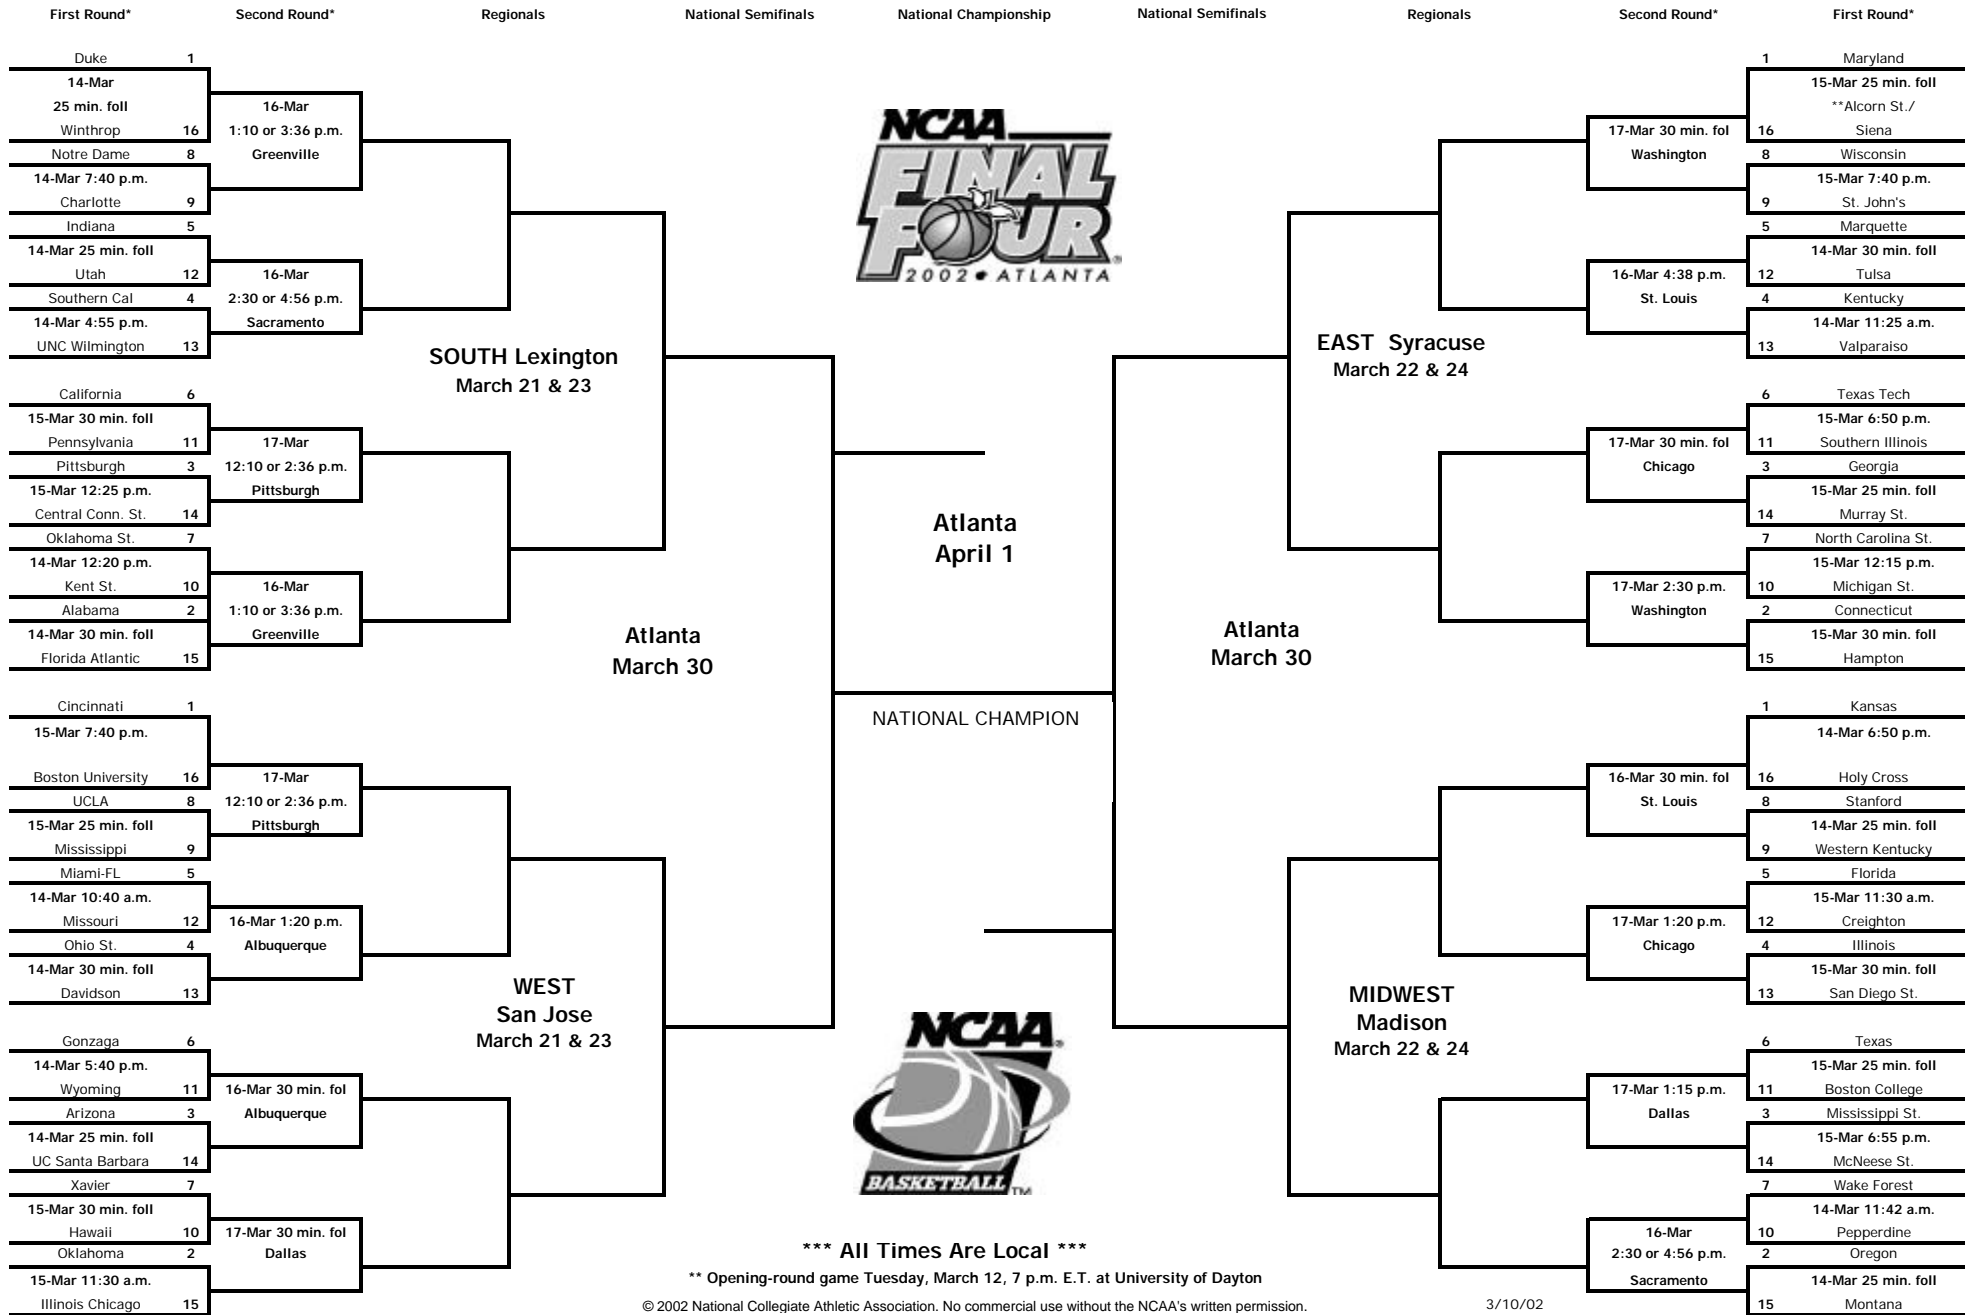 First Round* Second Round* Regionals National Semifinals National Championship National Semifinals Regionals Second Round* First Round*
Duke 1
14-Mar
25 min. foll
Winthrop 16
16-Mar
1:10 or 3:36 p.m.
Greenville
Notre Dame 8
14-Mar 7:40 p.m.
Charlotte 9
Indiana 5
14-Mar 25 min. foll
Utah 12
16-Mar
2:30 or 4:56 p.m.
Sacramento
Southern Cal 4
14-Mar 4:55 p.m.
UNC Wilmington 13
SOUTH Lexington
March 21 & 23
California 6
15-Mar 30 min. foll
Pennsylvania 11
17-Mar
12:10 or 2:36 p.m.
Pittsburgh
Pittsburgh 3
15-Mar 12:25 p.m.
Central Conn. St. 14
Oklahoma St. 7
14-Mar 12:20 p.m.
Kent St. 10
16-Mar
1:10 or 3:36 p.m.
Greenville
Alabama 2
14-Mar 30 min. foll
Florida Atlantic 15
Atlanta
March 30
Cincinnati 1
15-Mar 7:40 p.m.
Boston University 16
17-Mar
12:10 or 2:36 p.m.
Pittsburgh
UCLA 8
15-Mar 25 min. foll
Mississippi 9
Miami-FL 5
14-Mar 10:40 a.m.
Missouri 12
16-Mar 1:20 p.m.
Albuquerque
Ohio St. 4
14-Mar 30 min. foll
Davidson 13
WEST
San Jose
March 21 & 23
Gonzaga 6
14-Mar 5:40 p.m.
Wyoming 11
16-Mar 30 min. fol
Albuquerque
Arizona 3
14-Mar 25 min. foll
UC Santa Barbara 14
Xavier 7
15-Mar 30 min. foll
Hawaii 10
17-Mar 30 min. fol
Dallas
Oklahoma 2
15-Mar 11:30 a.m.
Illinois Chicago 15
NCAA
FINAL
FOUR
2002 • ATLANTA
Atlanta
April 1
NATIONAL CHAMPION
NCAA
BASKETBALL TM
1 Maryland
15-Mar 25 min. foll
**Alcorn St./
16 Siena
17-Mar 30 min. fol
Washington
8 Wisconsin
15-Mar 7:40 p.m.
9 St. John's
5 Marquette
14-Mar 30 min. foll
12 Tulsa
16-Mar 4:38 p.m.
St. Louis
4 Kentucky
14-Mar 11:25 a.m.
13 Valparaiso
EAST Syracuse
March 22 & 24
6 Texas Tech
15-Mar 6:50 p.m.
11 Southern Illinois
17-Mar 30 min. fol
Chicago
3 Georgia
15-Mar 25 min. foll
14 Murray St.
7 North Carolina St.
15-Mar 12:15 p.m.
10 Michigan St.
17-Mar 2:30 p.m.
Washington
2 Connecticut
15-Mar 30 min. foll
15 Hampton
Atlanta
March 30
1 Kansas
14-Mar 6:50 p.m.
16 Holy Cross
16-Mar 30 min. fol
St. Louis
8 Stanford
14-Mar 25 min. foll
9 Western Kentucky
5 Florida
15-Mar 11:30 a.m.
12 Creighton
17-Mar 1:20 p.m.
Chicago
4 Illinois
15-Mar 30 min. foll
13 San Diego St.
MIDWEST
Madison
March 22 & 24
6 Texas
15-Mar 25 min. foll
11 Boston College
17-Mar 1:15 p.m.
Dallas
3 Mississippi St.
15-Mar 6:55 p.m.
14 McNeese St.
7 Wake Forest
14-Mar 11:42 a.m.
10 Pepperdine
16-Mar
2:30 or 4:56 p.m.
Sacramento
2 Oregon
14-Mar 25 min. foll
15 Montana
*** All Times Are Local ***
** Opening-round game Tuesday, March 12, 7 p.m. E.T. at University of Dayton
© 2002 National Collegiate Athletic Association. No commercial use without the NCAA's written permission. 3/10/02